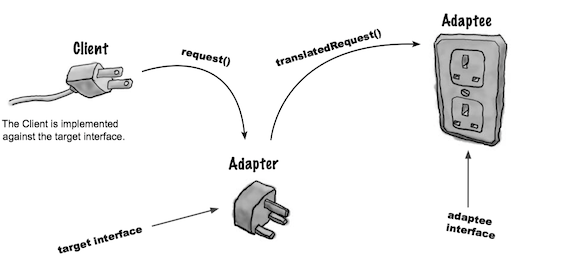 Client
request()
translatedRequest()
Adaptee
The Client is implemented
against the target interface.
Adapter
target interface
adaptee
interface